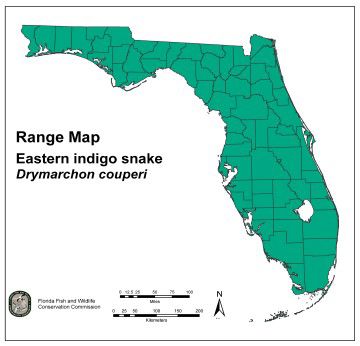 Range Map
Eastern indigo snake
Drymarchon couperi
Florida Fish and Wildlife
Conservation Commission
0 12.5 25 50 75 100
Miles
0 25 50 100 150 200
Kilometers
N